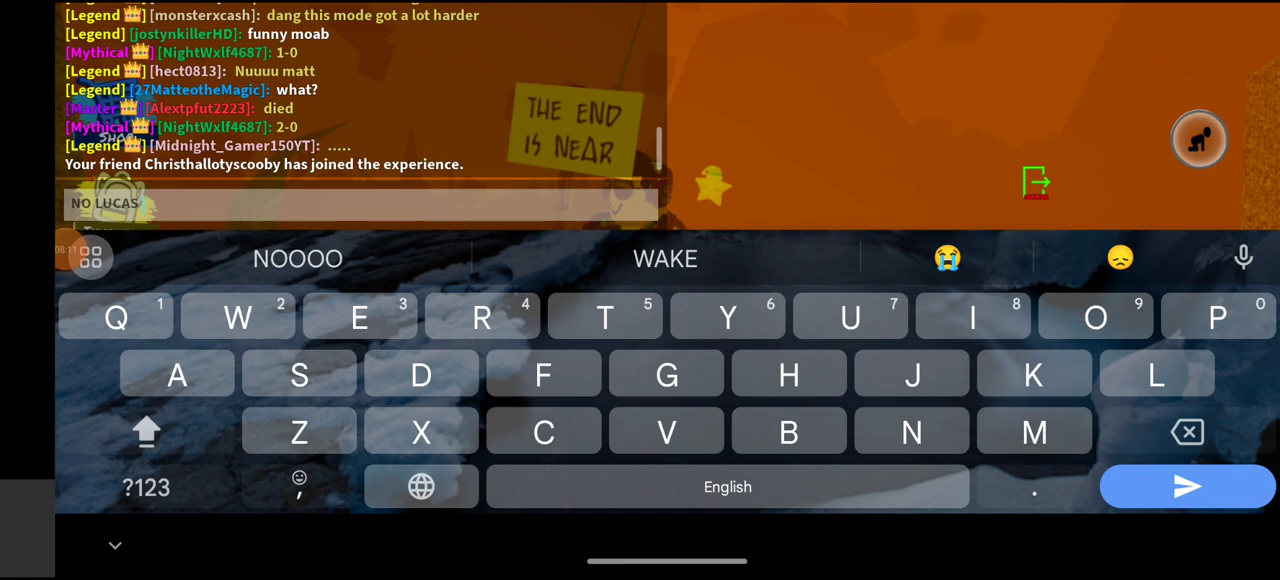 [Legend 👑] [monsterxcash]: dang this mode got a lot harder
[Legend] [jostynkillerHD]: funny moab
[Mythical 👑] [NightWxlf4687]: 1-0
[Legend 👑] [hect0813]: Nuuuu matt
[Legend] [27MatteotheMagic]: what?
[Master 👑] [Alextpfut2223]: died
[Mythical 👑] [NightWxlf4687]: 2-0
[Legend 👑] [Midnight_Gamer150YT]: .....
Your friend Christhallotyscooby has joined the experience.
SHOP
THE END
IS NEAR
NO LUCAS
08:11
NOOOO WAKE 😭 😞
Q 1 W 2 E 3 R 4 T 5 Y 6 U 7 I 8 O 9 P 0
A S D F G H J K L
Z X C V B N M
?123 , English .